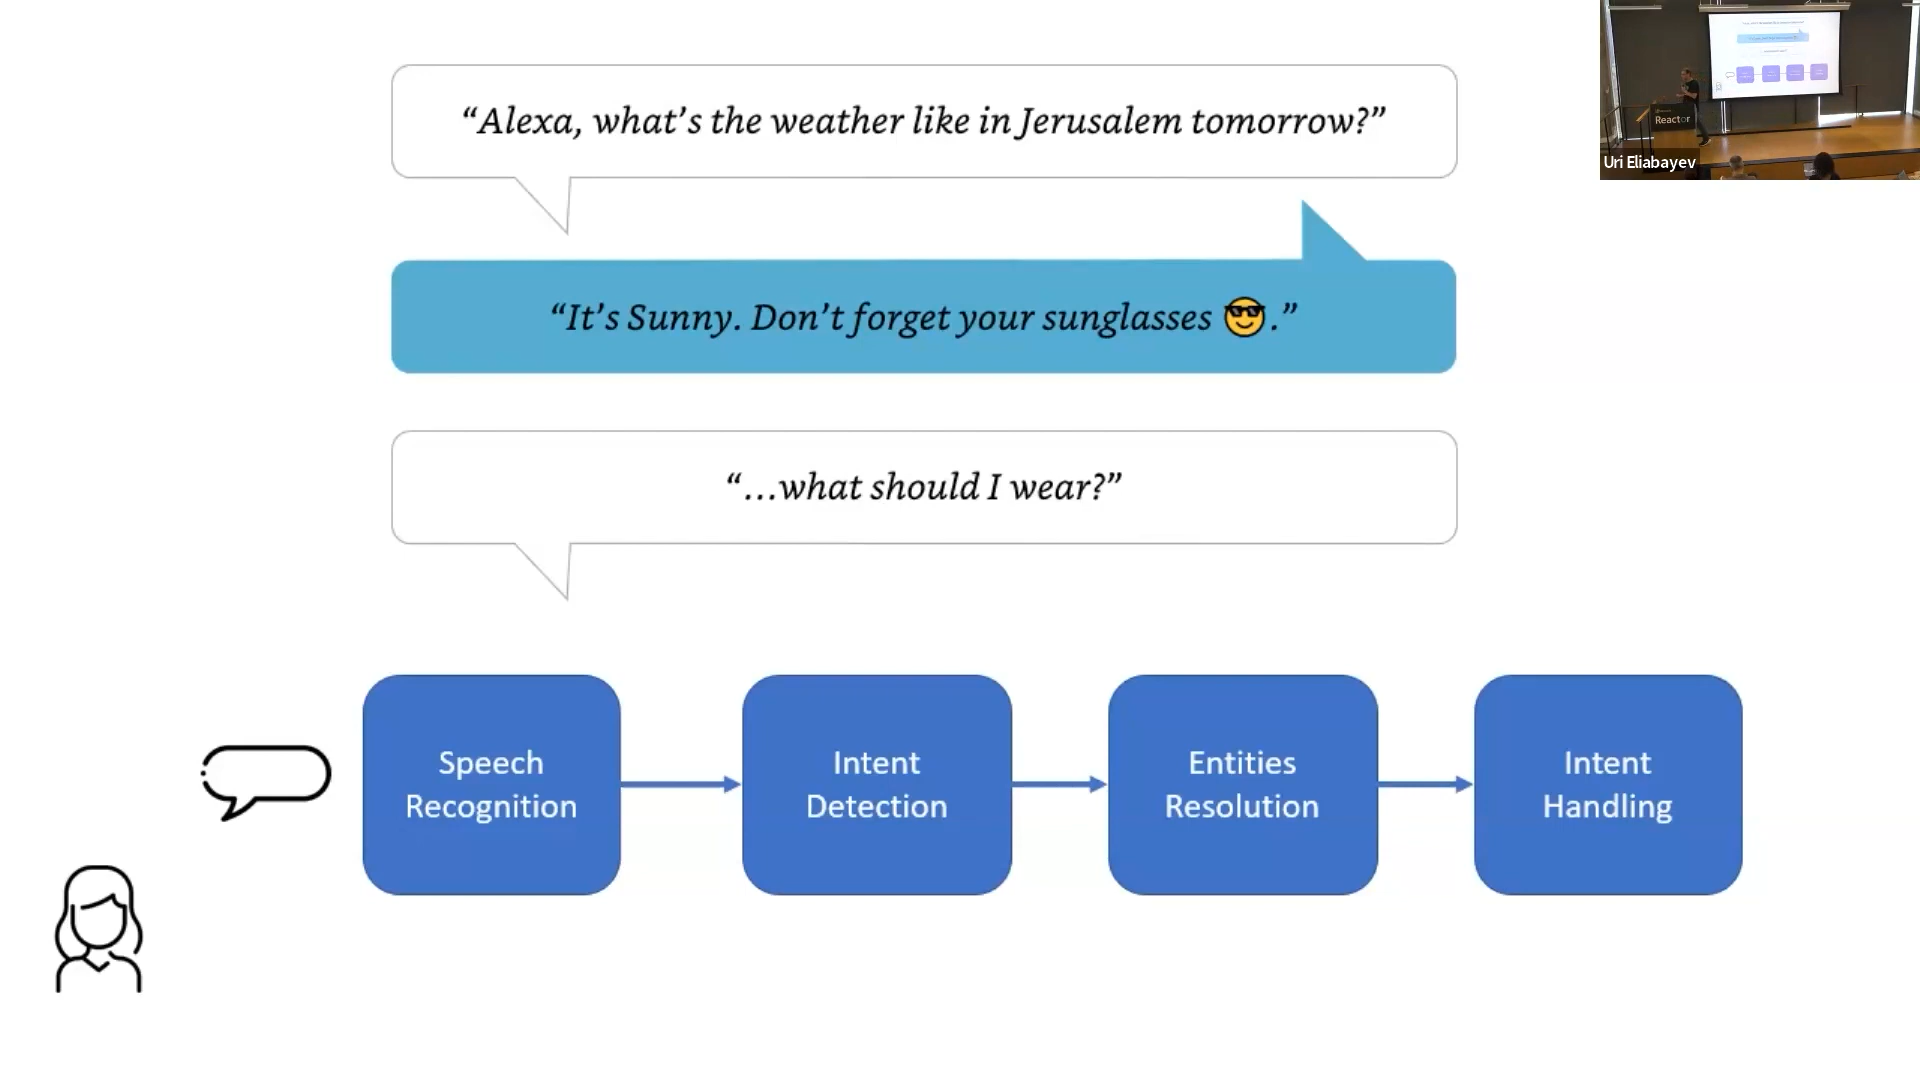 “Alexa, what’s the weather like in Jerusalem tomorrow?”
“It’s Sunny. Don’t forget your sunglasses 😎.”
“...what should I wear?”
Speech
Recognition
Intent
Detection
Entities
Resolution
Intent
Handling
Reactor
Uri Eliabayev